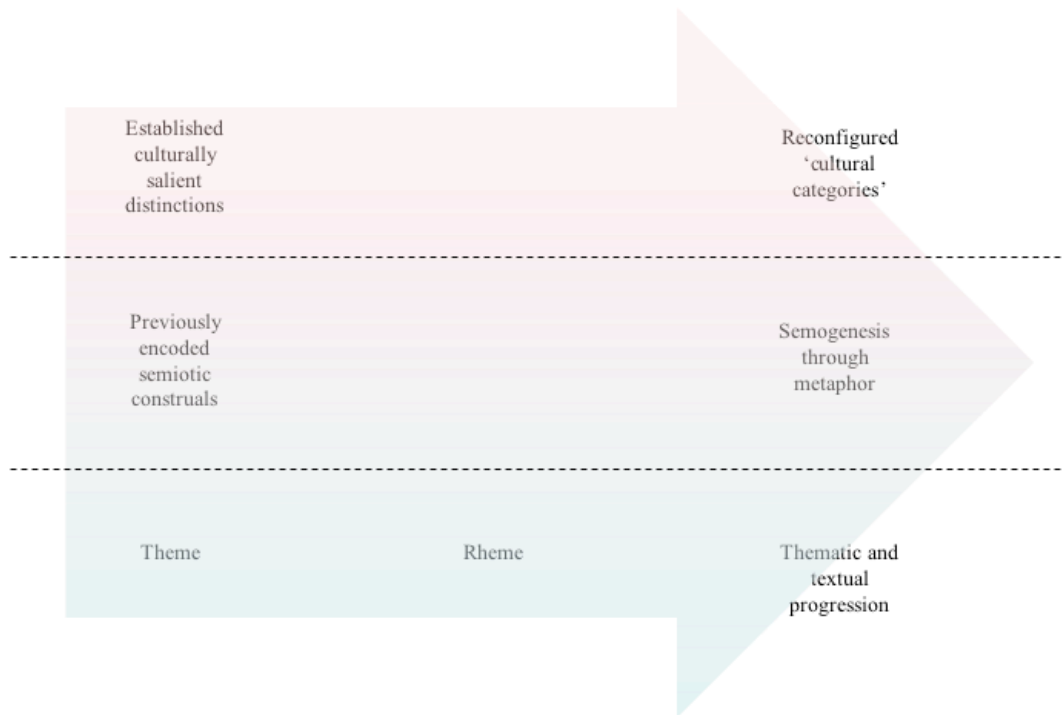 Established
culturally
salient
distinctions
Reconfigured
‘cultural
categories’
Previously
encoded
semiotic
construals
Semogenesis
through
metaphor
Theme
Rheme
Thematic and
textual
progression